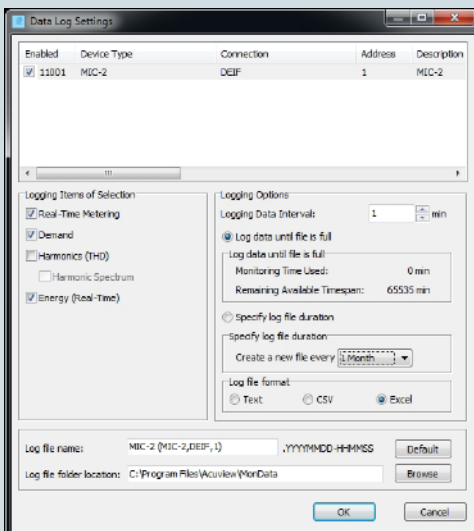 Data Log Settings
Enabled Device Type Connection Address Description
11001 MIC-2 DEIF 1 MIC-2
Logging Items of Selection
Real-Time Metering
Demand
Harmonics (THD)
Harmonic Spectrum
Energy (Real-Time)
Logging Options
Logging Data Interval: 1 min
Log data until file is full
Log data until file is full
Monitoring Time Used: 0 min
Remaining Available Timespan: 65535 min
Specify log file duration
Specify log file duration
Create a new file every 1 Month
Log file format
Text CSV Excel
Log file name: MIC-2 (MIC-2,DEIF,1) .YYYYMMDD-HHMMSS Default
Log file folder location: C:\Program Files\Acuview\MonData Browse
OK Cancel